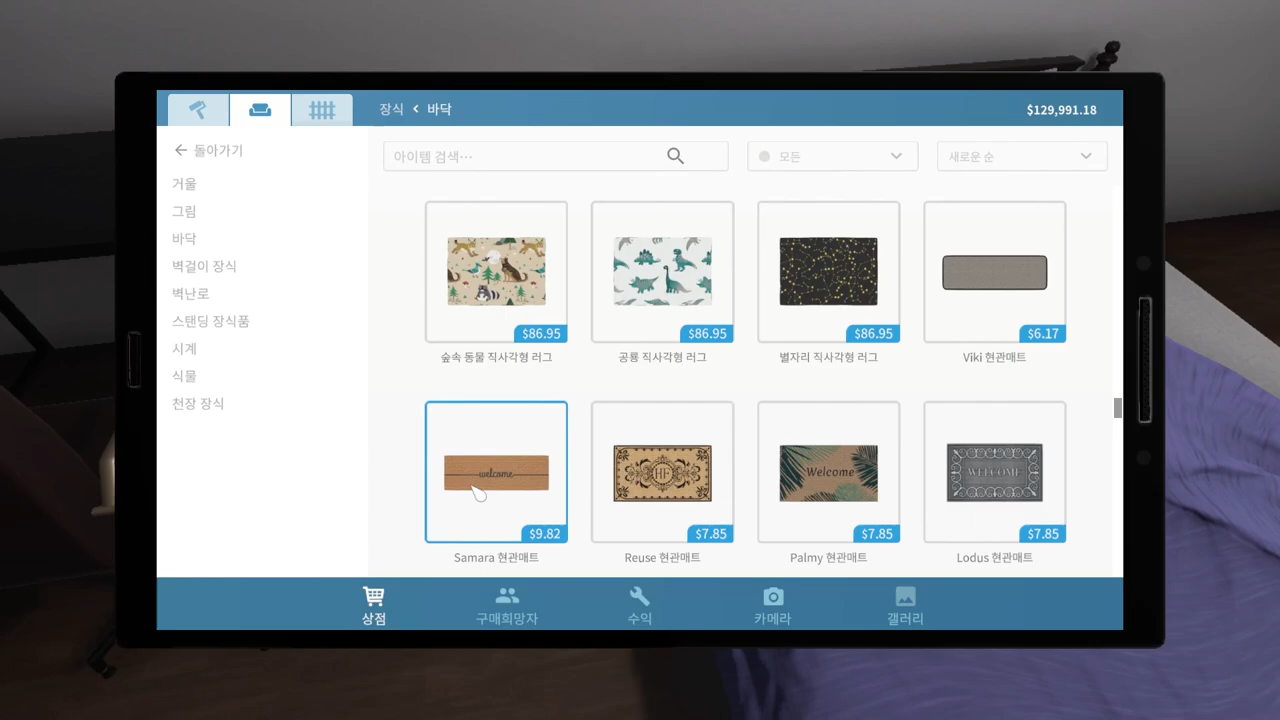 장식 < 바닥
$129,991.18
돌아가기
거울
그림
바닥
벽걸이 장식
벽난로
스탠딩 장식품
시계
식물
천장 장식
아이템 검색…
모든
새로운 순
$86.95
$86.95
$86.95
$6.17
숲속 동물 직사각형 러그
공룡 직사각형 러그
별자리 직사각형 러그
Viki 현관매트
welcome
HF
Welcome
WELCOME
$9.82
$7.85
$7.85
$7.85
Samara 현관매트
Reuse 현관매트
Palmy 현관매트
Lodus 현관매트
상점
구매희망자
수익
카메라
갤러리